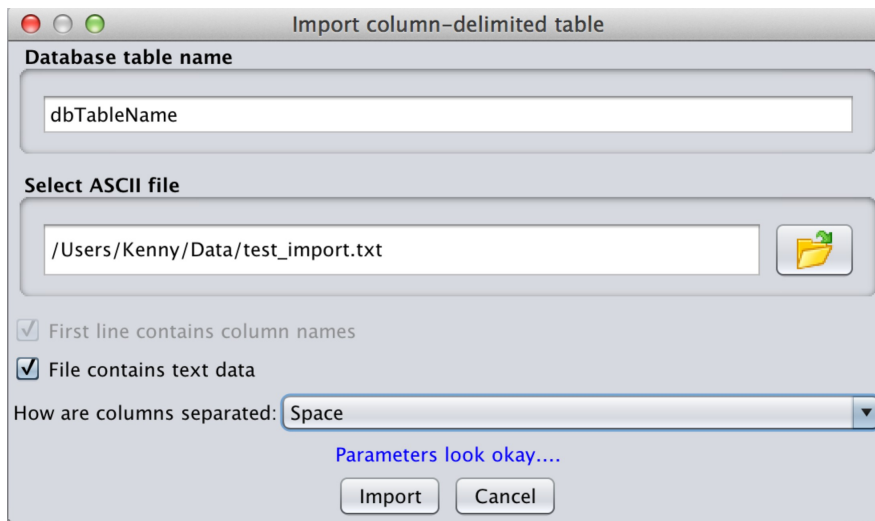 Import column-delimited table
Database table name
dbTableName
Select ASCII file
/Users/Kenny/Data/test_import.txt
First line contains column names
File contains text data
How are columns separated: Space
Parameters look okay....
Import Cancel